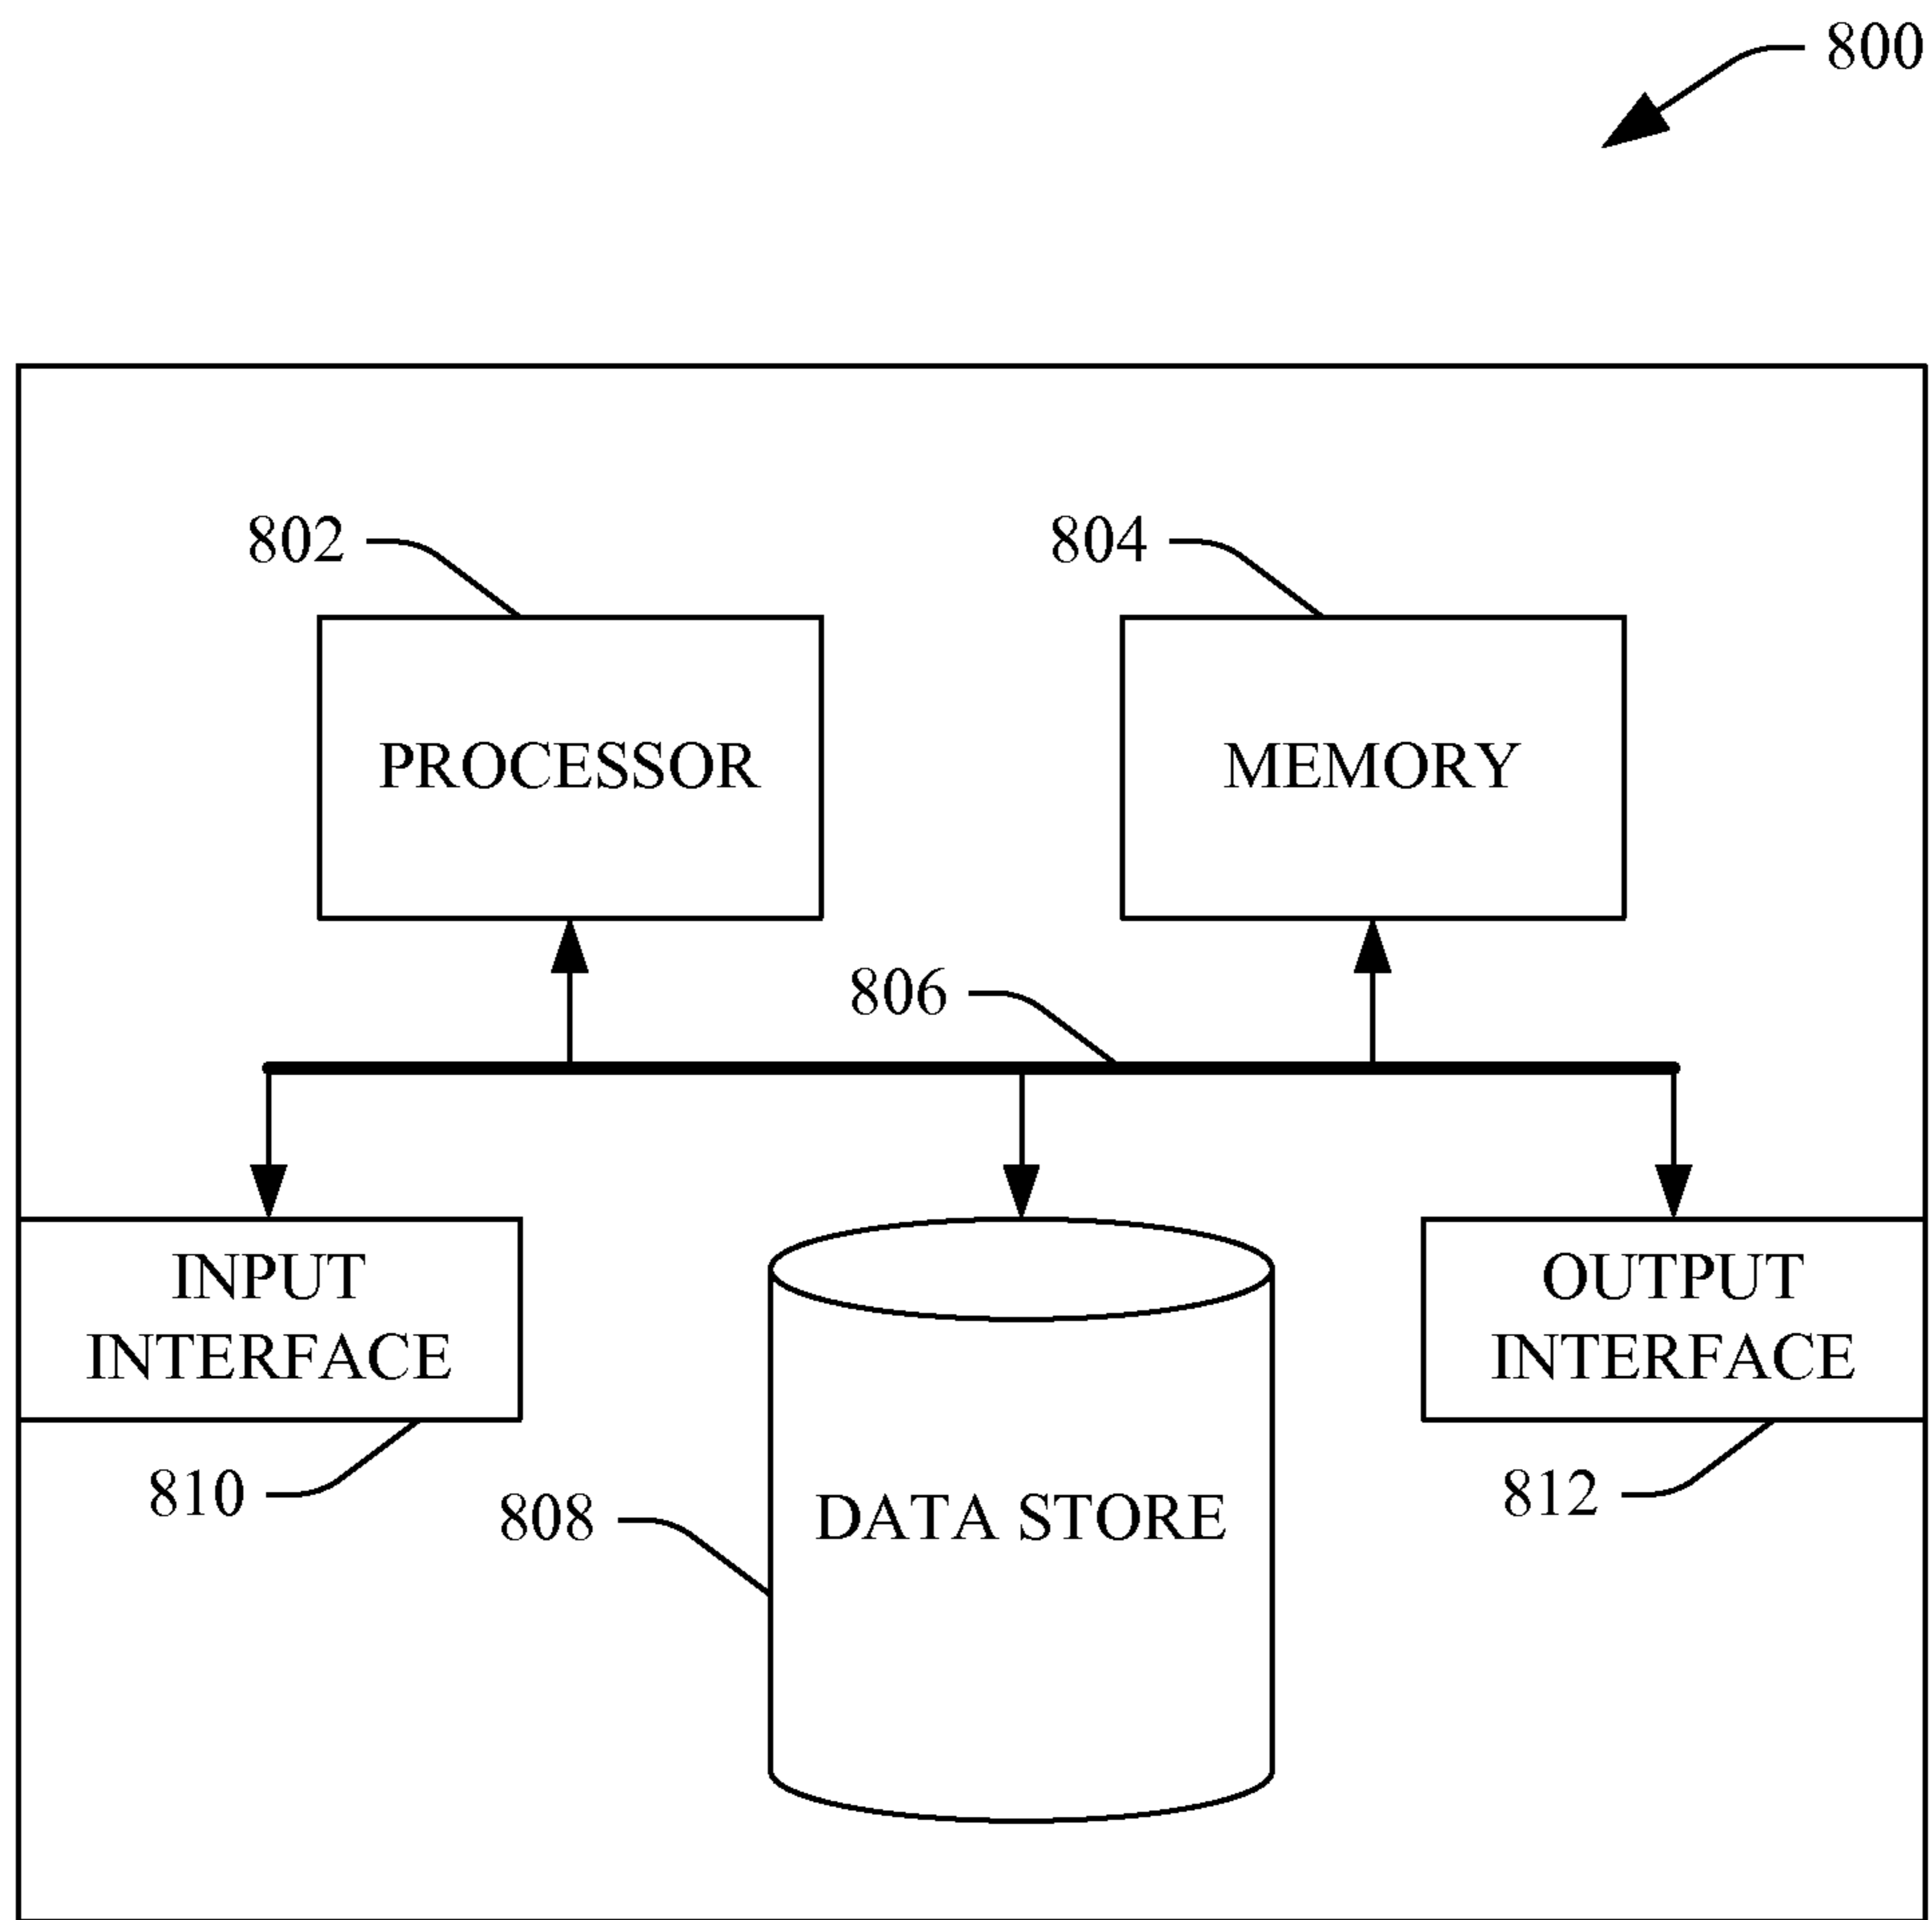 800
802
804
PROCESSOR
MEMORY
806
INPUT
INTERFACE
OUTPUT
INTERFACE
810
808
DATA STORE
812